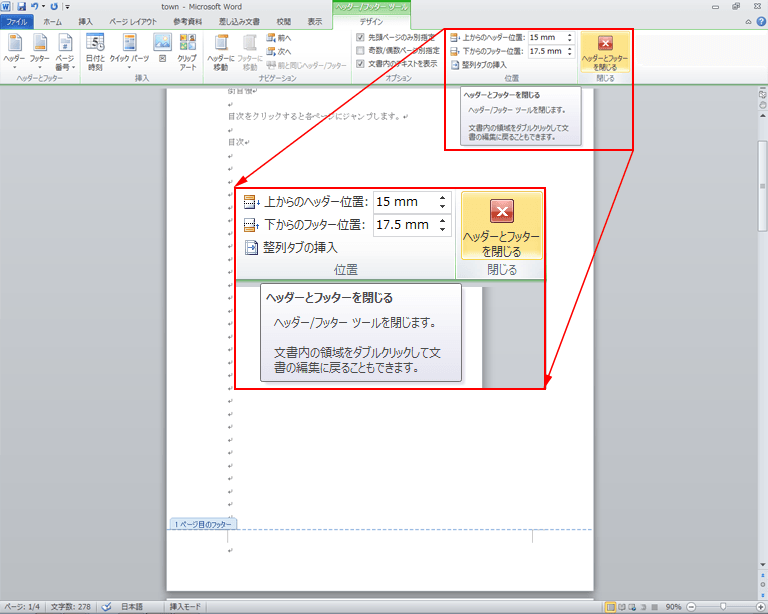 town - Microsoft Word
ヘッダー/フッター ツール
ファイル ホーム 挿入 ページ レイアウト 参考資料 差し込み文書 校閲 表示 デザイン
ヘッダー フッター ページ番号
ヘッダーとフッター
日付と時刻 クイック パーツ 図 クリップアート
挿入
ヘッダーに移動 フッターに移動
前へ
次へ
前と同じヘッダー/フッター
ナビゲーション
先頭ページのみ別指定
奇数/偶数ページ別指定
文書内のテキストを表示
オプション
上からのヘッダー位置: 15 mm
下からのフッター位置: 17.5 mm
整列タブの挿入
位置
ヘッダーとフッター
を閉じる
閉じる
ヘッダーとフッターを閉じる
ヘッダー/フッター ツールを閉じます。
文書内の領域をダブルクリックして文
書の編集に戻ることもできます。
目次をクリックすると各ページにジャンプします。
目次
上からのヘッダー位置: 15 mm
下からのフッター位置: 17.5 mm
整列タブの挿入
位置
ヘッダーとフッター
を閉じる
閉じる
ヘッダーとフッターを閉じる
ヘッダー/フッター ツールを閉じます。
文書内の領域をダブルクリックして文
書の編集に戻ることもできます。
1 ページ目のフッター
ページ: 1/4 文字数: 278 日本語 挿入モード 90%